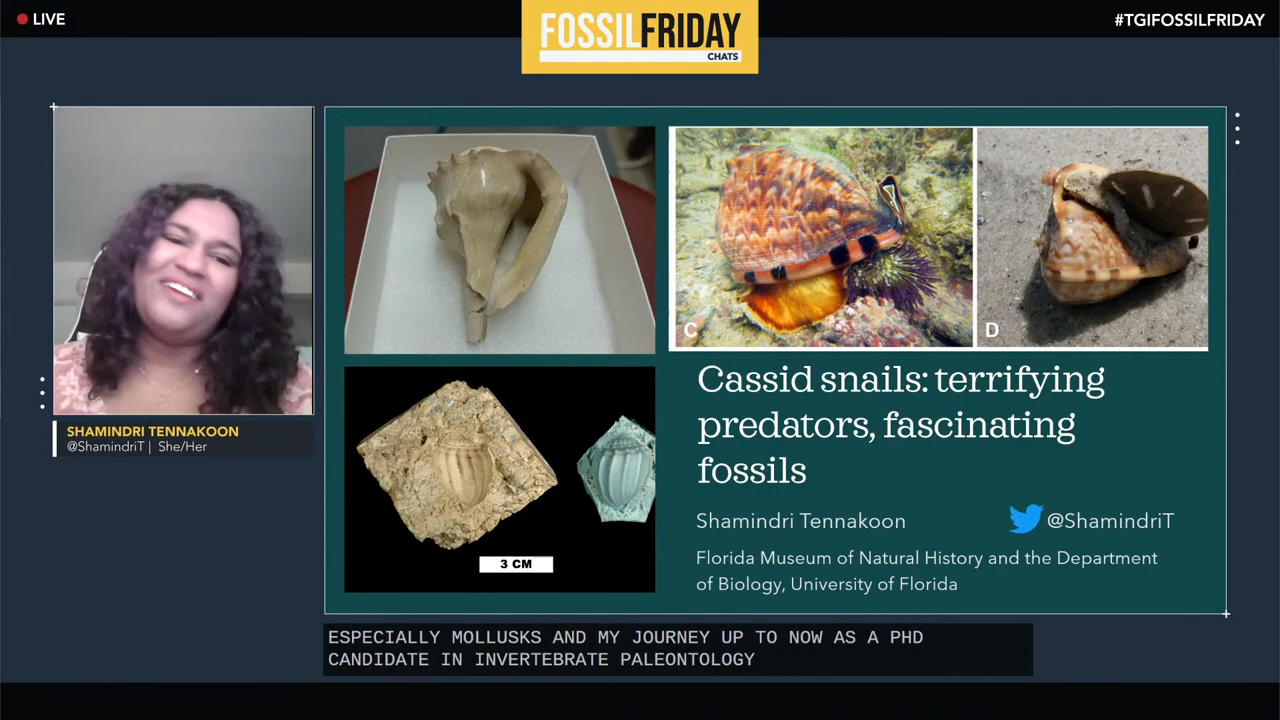 LIVE
FOSSILFRIDAY
CHATS
#TGIFOSSILFRIDAY
C
D
Cassid snails: terrifying
predators, fascinating
fossils
SHAMINDRI TENNAKOON
@ShamindriT | She/Her
3 CM
Shamindri Tennakoon
@ShamindriT
Florida Museum of Natural History and the Department
of Biology, University of Florida
ESPECIALLY MOLLUSKS AND MY JOURNEY UP TO NOW AS A PHD
CANDIDATE IN INVERTEBRATE PALEONTOLOGY